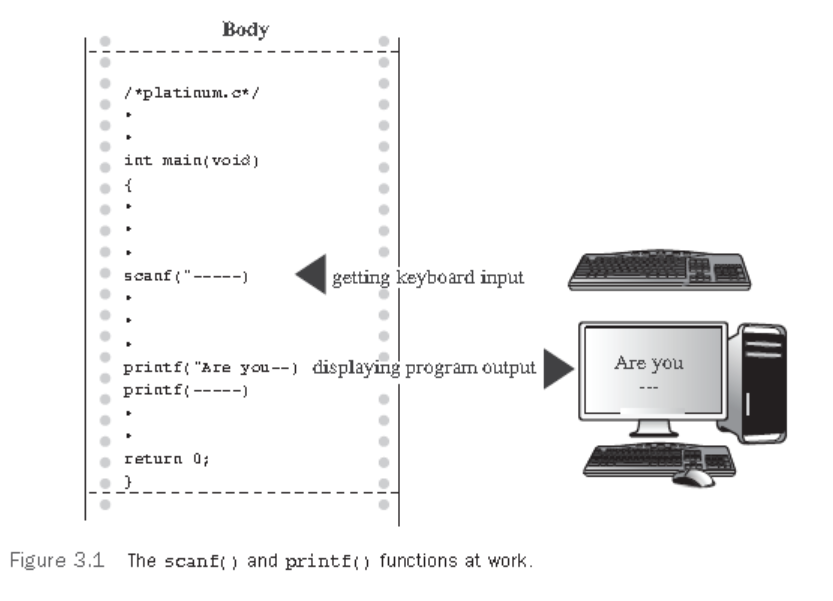 Body
/*platinum.c*/
int main(void)
{
scanf("-----)
getting keyboard input
printf("Are you--)
displaying program output
Are you
---
printf(-----)
return 0;
}
Figure 3.1 The scanf() and printf() functions at work.